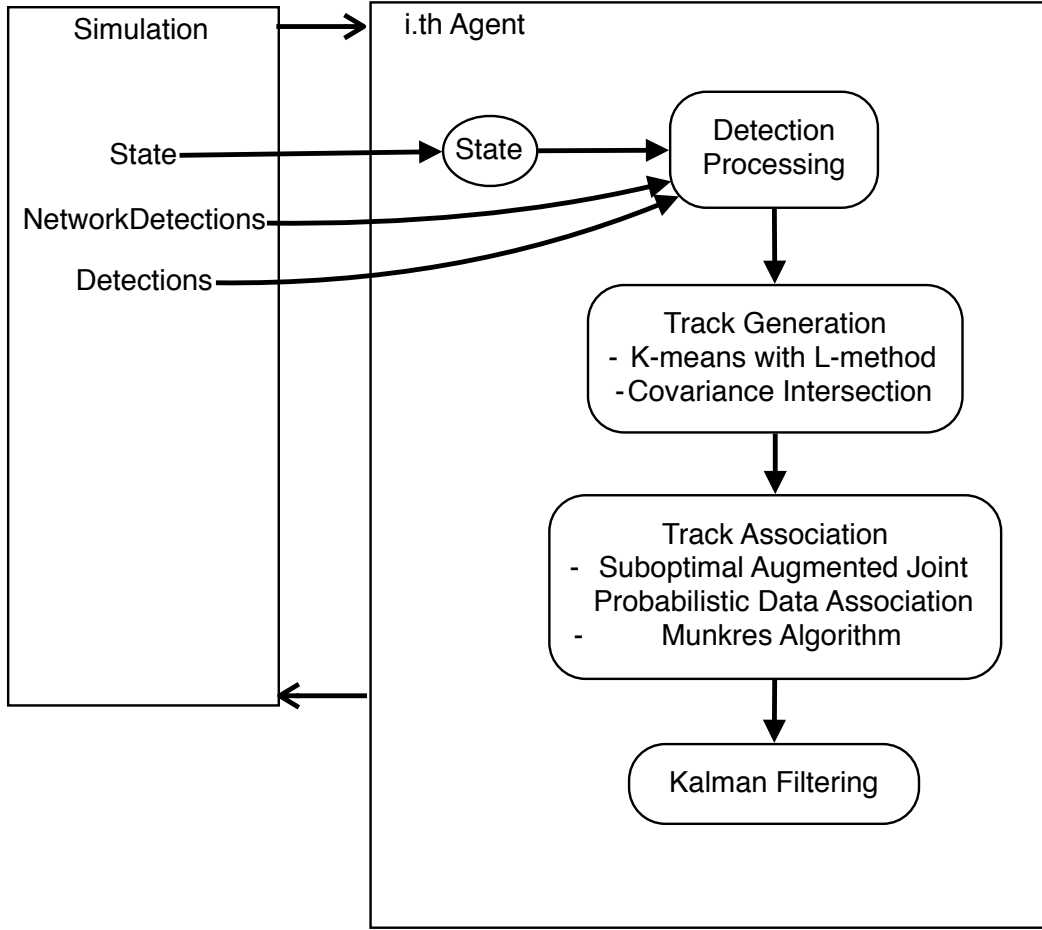 Simulation
State
NetworkDetections
Detections
i.th Agent
State
Detection
Processing
Track Generation
- K-means with L-method
-Covariance Intersection
Track Association
- Suboptimal Augmented Joint
Probabilistic Data Association
- Munkres Algorithm
Kalman Filtering